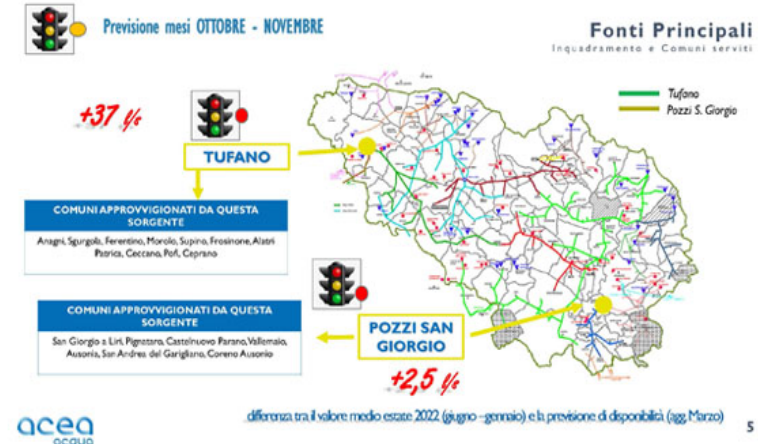 Previsione mesi OTTOBRE - NOVEMBRE
Fonti Principali
Inquadramento e Comuni serviti
Tufano
Pozzi S. Giorgio
+37 l/s
TUFANO
COMUNI APPROVVIGIONATI DA QUESTA
SORGENTE
Anagni, Sgurgola, Ferentino, Morolo, Supino, Frosinone, Alatri
Patrica, Ceccano, Pofi, Ceprano
COMUNI APPROVVIGIONATI DA QUESTA
SORGENTE
San Giorgio a Liri, Pignataro, Castelnuovo Parano, Vallemaio,
Ausonia, San Andrea del Garigliano, Coreno Ausonio
POZZI SAN
GIORGIO
+2,5 l/s
differenza tra il valore medio estate 2022 (giugno –gennaio) e la previsione di disponibilità (agg. Marzo)
5
acea
acqua